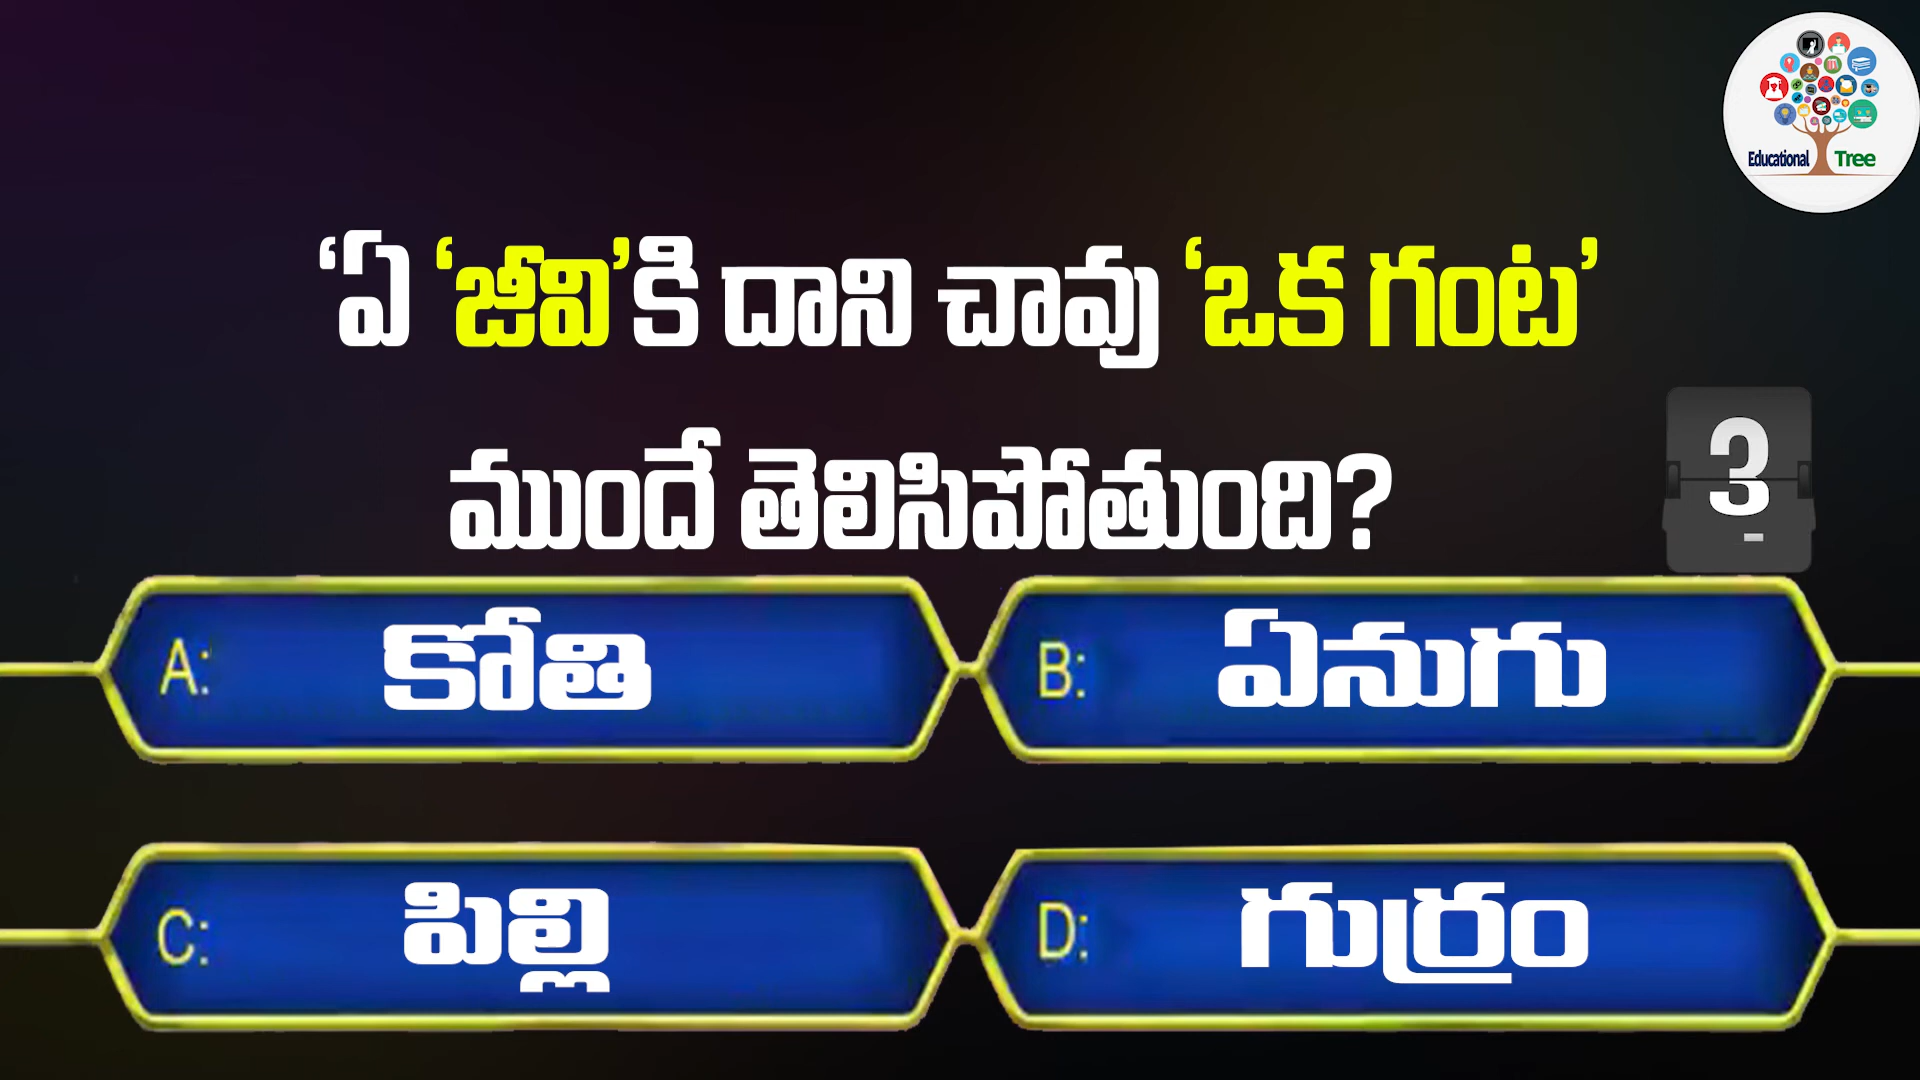 Educational Tree
‘ఏ ‘జీవి’కి దాని చావు ‘ఒక గంట’
ముందే తెలిసిపోతుంది?
3
A: కోతి
B: ఏనుగు
C: పిల్లి
D: గుర్రం